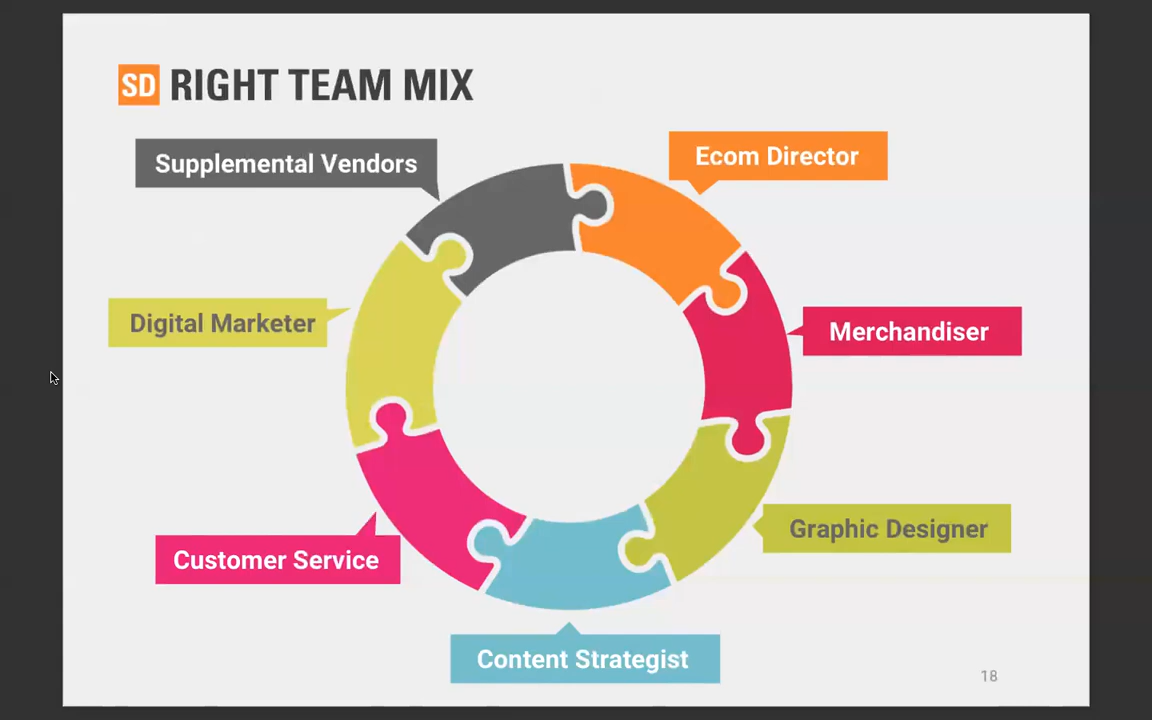 SD RIGHT TEAM MIX
Supplemental Vendors
Ecom Director
Digital Marketer
Merchandiser
Graphic Designer
Customer Service
Content Strategist
18